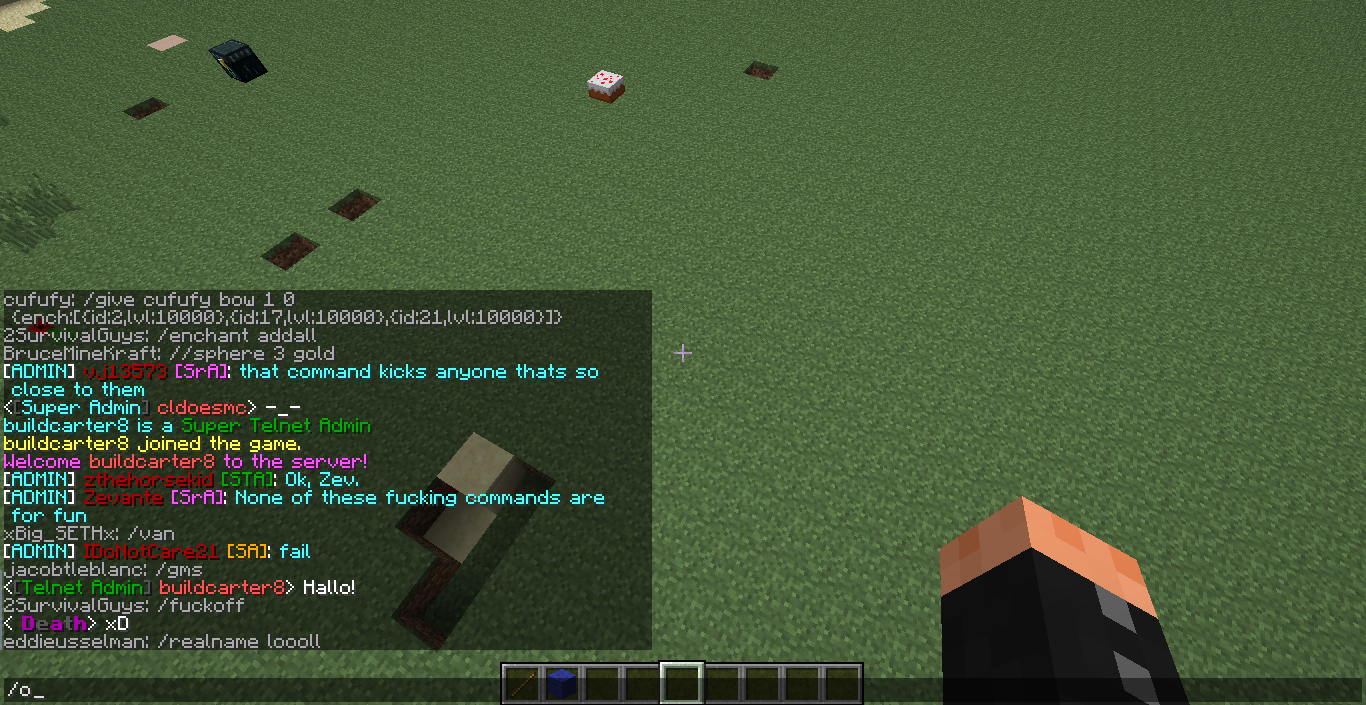 cufufy: /give cufufy bow 1 0
{ench:[{id:2,lvl:10000},{id:17,lvl:10000},{id:21,lvl:10000}]}
2SurvivalGuys: /enchant addall
BruceMineKraft: //sphere 3 gold
[ADMIN] vj13573 [SrA]: that command kicks anyone thats so
close to them
<[Super Admin] cldoesmc> -_-
buildcarter8 is a Super Telnet Admin
buildcarter8 joined the game.
Welcome buildcarter8 to the server!
[ADMIN] zthehorsekid [STA]: Ok, Zev.
[ADMIN] Zevante [SrA]: None of these fucking commands are
for fun
xBig_SETHx: /van
[ADMIN] IDoNotCare21 [SA]: fail
jacobtleblanc: /gms
<[Telnet Admin] buildcarter8> Hallo!
2SurvivalGuys: /fuckoff
< Death> xD
eddieusselman: /realname loooll
/o_